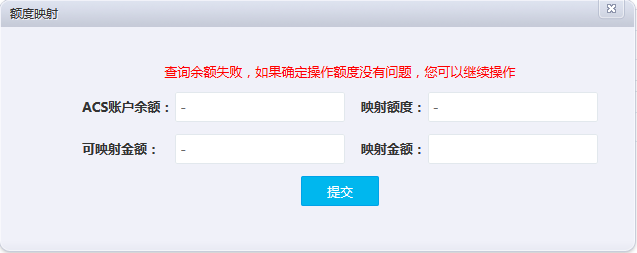 额度映射
查询余额失败，如果确定操作额度没有问题，您可以继续操作
ACS账户余额： - 映射额度： -
可映射金额： - 映射金额：
提交